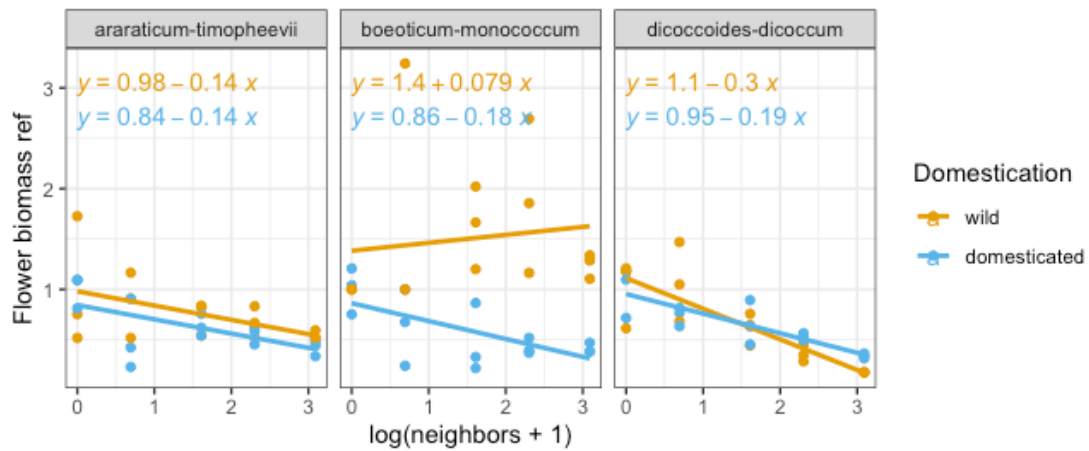 araraticum-timopheevii
boeoticum-monococcum
dicoccoides-dicoccum
y = 0.98 − 0.14 x
y = 0.84 − 0.14 x
y = 1.4 + 0.079 x
y = 0.86 − 0.18 x
y = 1.1 − 0.3 x
y = 0.95 − 0.19 x
Flower biomass ref
3
2
1
0 1 2 3
0 1 2 3
0 1 2 3
log(neighbors + 1)
Domestication
wild
domesticated